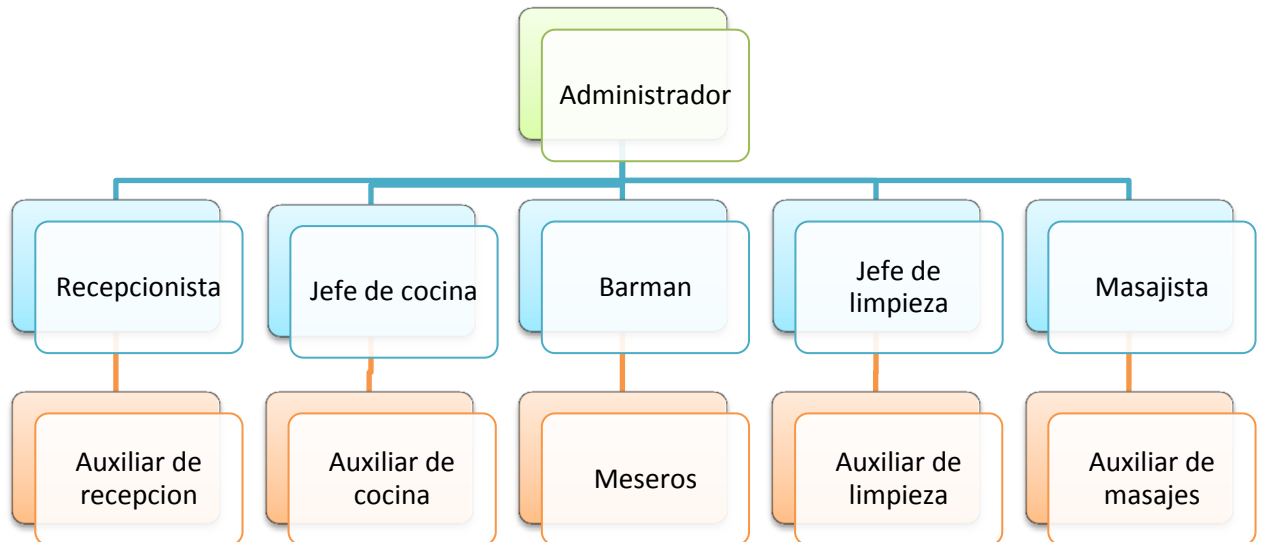 Administrador
Recepcionista
Jefe de cocina
Barman
Jefe de
limpieza
Masajista
Auxiliar de
recepcion
Auxiliar de
cocina
Meseros
Auxiliar de
limpieza
Auxiliar de
masajes